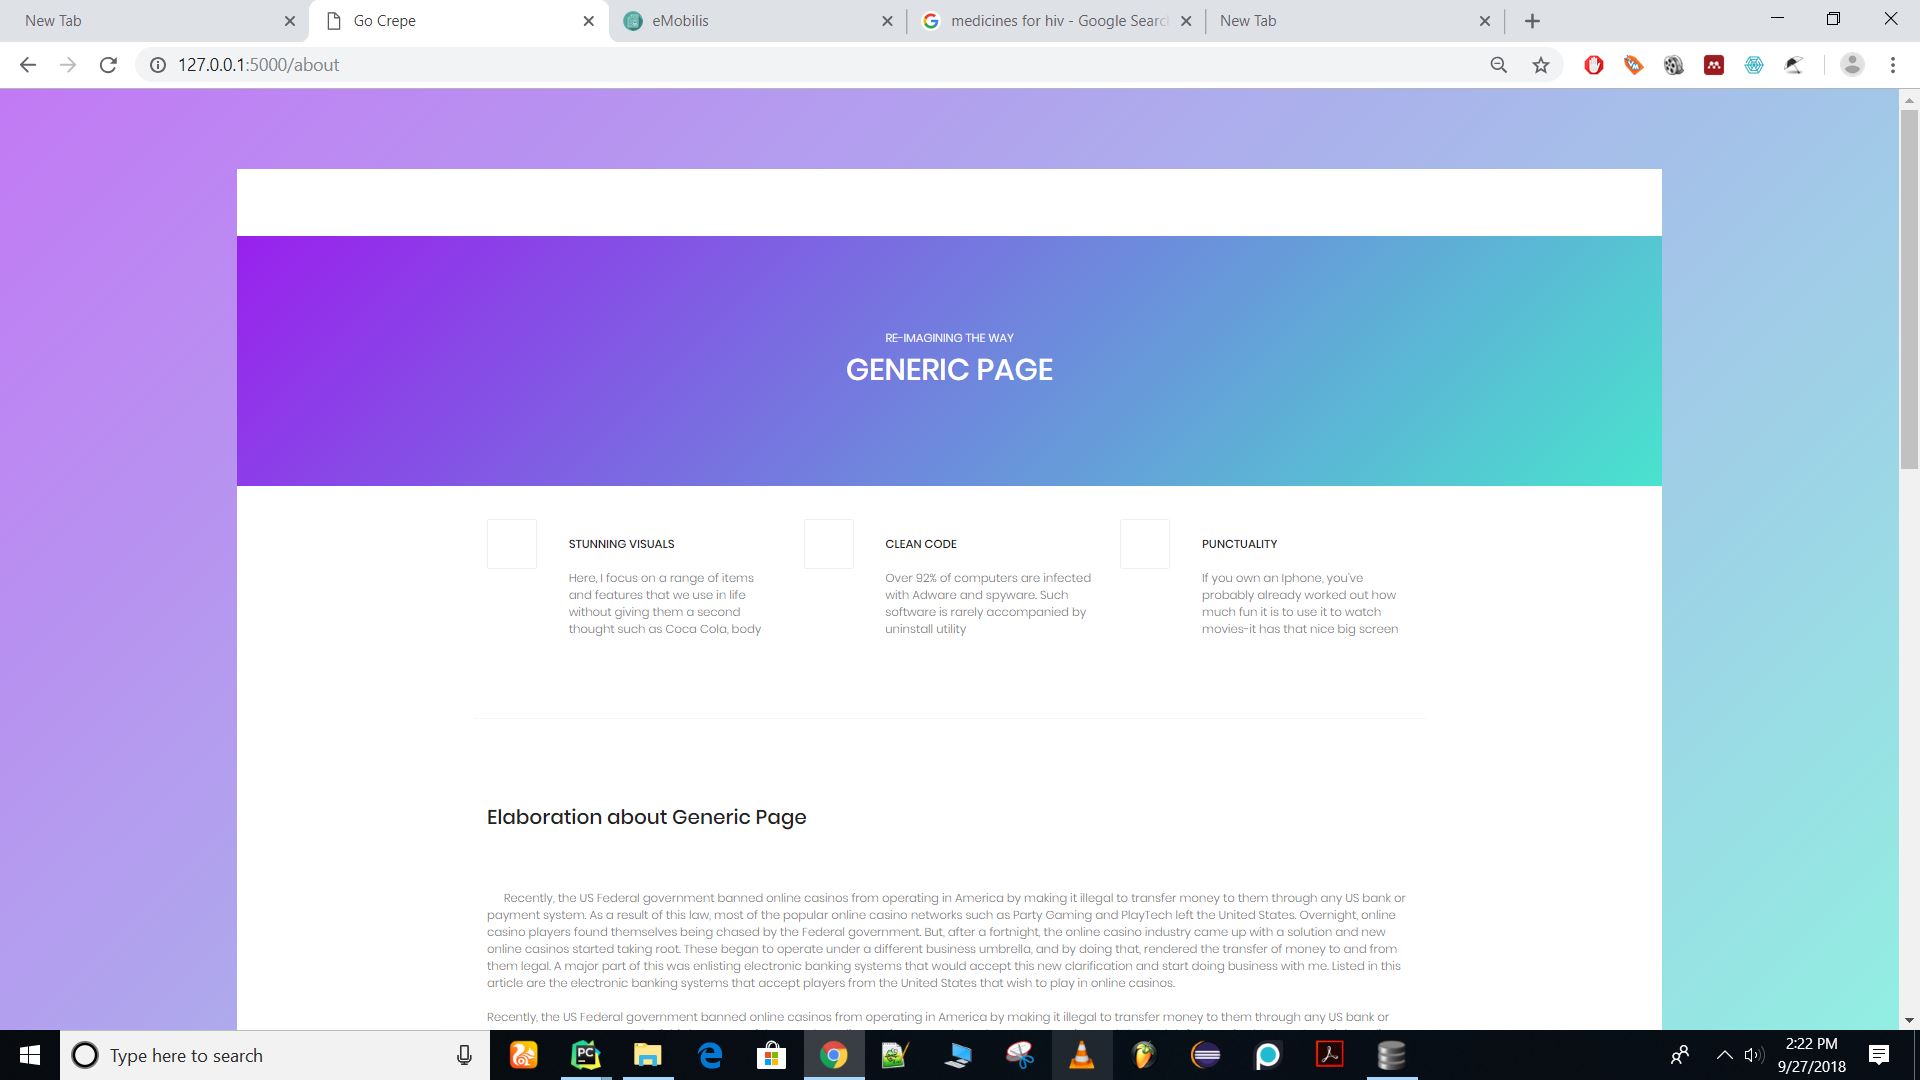 New Tab
Go Crepe
eMobilis
medicines for hiv - Google Searc
New Tab
127.0.0.1:5000/about
RE-IMAGINING THE WAY
GENERIC PAGE
STUNNING VISUALS
Here, I focus on a range of items
and features that we use in life
without giving them a second
thought such as Coca Cola, body
CLEAN CODE
Over 92% of computers are infected
with Adware and spyware. Such
software is rarely accompanied by
uninstall utility
PUNCTUALITY
If you own an Iphone, you've
probably already worked out how
much fun it is to use it to watch
movies-it has that nice big screen
Elaboration about Generic Page
Recently, the US Federal government banned online casinos from operating in America by making it illegal to transfer money to them through any US bank or
payment system. As a result of this law, most of the popular online casino networks such as Party Gaming and PlayTech left the United States. Overnight, online
casino players found themselves being chased by the Federal government. But, after a fortnight, the online casino industry came up with a solution and new
online casinos started taking root. These began to operate under a different business umbrella, and by doing that, rendered the transfer of money to and from
them legal. A major part of this was enlisting electronic banking systems that would accept this new clarification and start doing business with me. Listed in this
article are the electronic banking systems that accept players from the United States that wish to play in online casinos.
Recently, the US Federal government banned online casinos from operating in America by making it illegal to transfer money to them through any US bank or
Type here to search
2:22 PM
9/27/2018